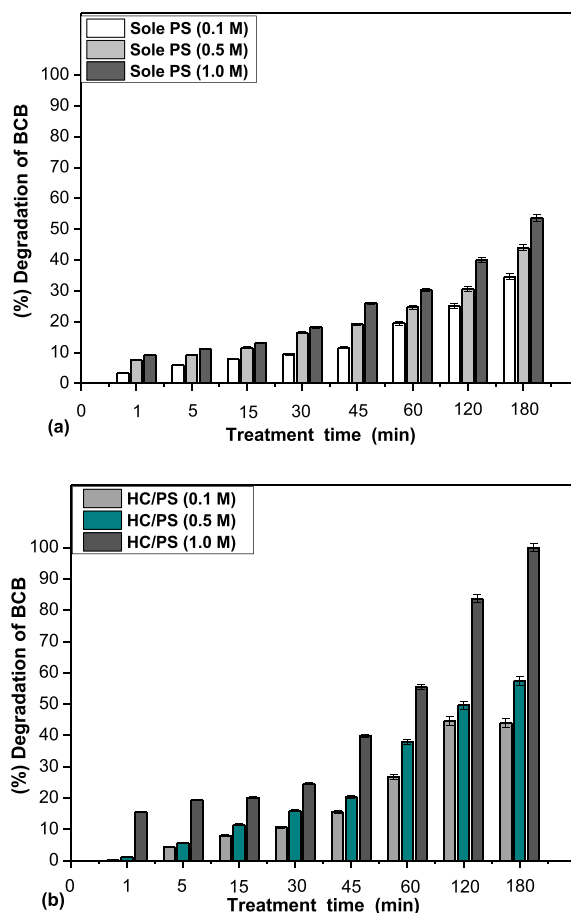 Sole PS (0.1 M)
Sole PS (0.5 M)
Sole PS (1.0 M)
(%) Degradation of BCB
100
90
80
70
60
50
40
30
20
10
0
0 1 5 15 30 45 60 120 180
(a)
Treatment time (min)
HC/PS (0.1 M)
HC/PS (0.5 M)
HC/PS (1.0 M)
(%) Degradation of BCB
100
90
80
70
60
50
40
30
20
10
0
0 1 5 15 30 45 60 120 180
(b)
Treatment time (min)